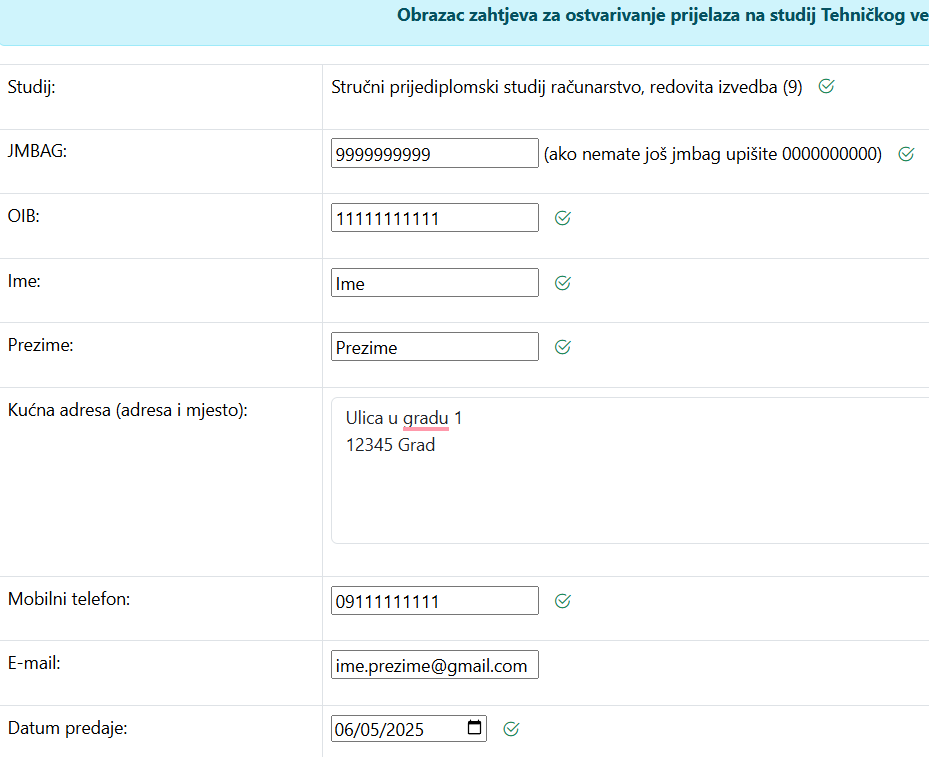 Obrazac zahtjeva za ostvarivanje prijelaza na studij Tehničkog
Studij:
Stručni prijediplomski studij računarstvo, redovita izvedba (9)
JMBAG:
9999999999 (ako nemate još jmbag upišite 0000000000)
OIB:
11111111111
Ime:
Ime
Prezime:
Prezime
Kućna adresa (adresa i mjesto):
Ulica u gradu 1
12345 Grad
Mobilni telefon:
09111111111
E-mail:
ime.prezime@gmail.com
Datum predaje:
06/05/2025